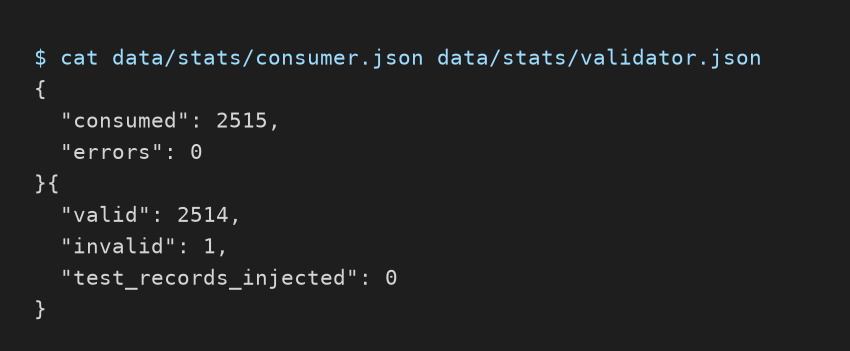 $ cat data/stats/consumer.json data/stats/validator.json
{
  "consumed": 2515,
  "errors": 0
}{
  "valid": 2514,
  "invalid": 1,
  "test_records_injected": 0
}